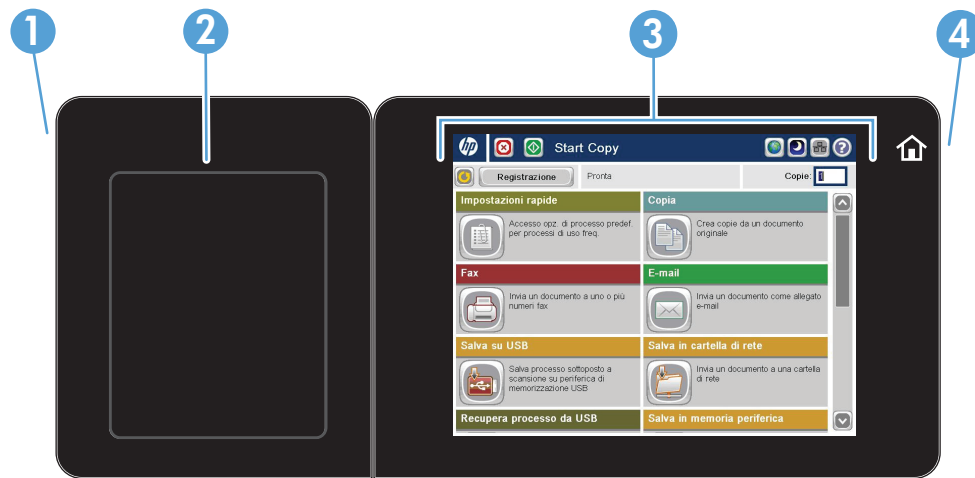 1
2
3
4
hp
Start Copy
?
Registrazione
Pronta
Copie: 1
Impostazioni rapide
Accesso opz. di processo predef.
per processi di uso freq.
Copia
Crea copie da un documento
originale
Fax
Invia un documento a uno o più
numeri fax
E-mail
Invia un documento come allegato
e-mail
Salva su USB
Salva processo sottoposto a
scansione su periferica di
memorizzazione USB
Salva in cartella di rete
Invia un documento a una cartella
di rete
Recupera processo da USB
Salva in memoria periferica